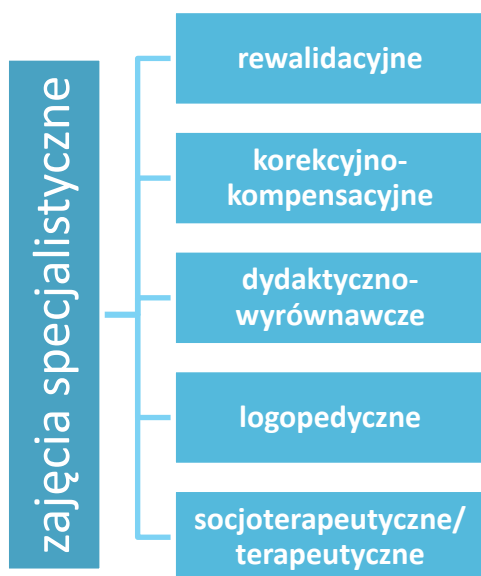 zajęcia specjalistyczne
rewalidacyjne
korekcyjno-
kompensacyjne
dydaktyczno-
wyrównawcze
logopedyczne
socjoterapeutyczne/
terapeutyczne